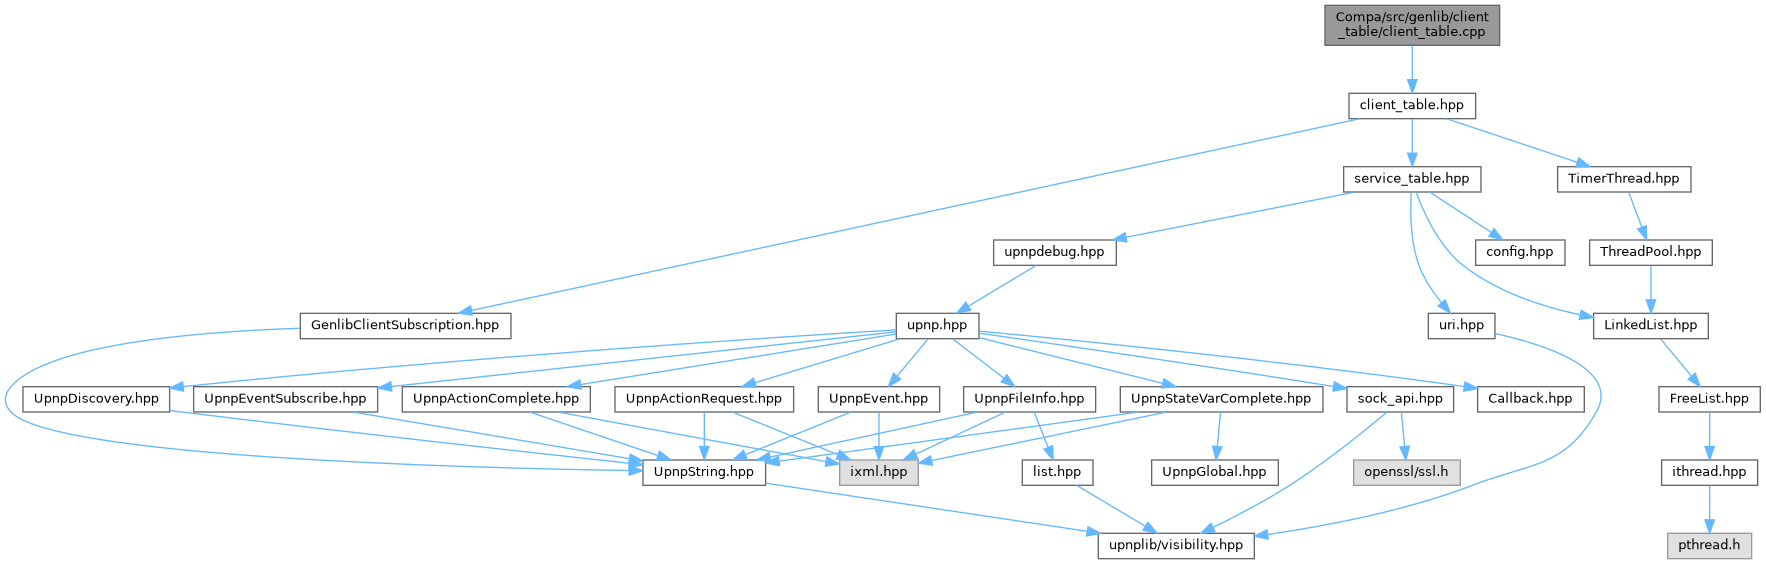 Compa/src/genlib/client
_table/client_table.cpp
client_table.hpp
service_table.hpp
TimerThread.hpp
upnpdebug.hpp
config.hpp
ThreadPool.hpp
GenlibClientSubscription.hpp
upnp.hpp
uri.hpp
LinkedList.hpp
UpnpDiscovery.hpp
UpnpEventSubscribe.hpp
UpnpActionComplete.hpp
UpnpActionRequest.hpp
UpnpEvent.hpp
UpnpFileInfo.hpp
UpnpStateVarComplete.hpp
sock_api.hpp
Callback.hpp
FreeList.hpp
UpnpString.hpp
ixml.hpp
list.hpp
UpnpGlobal.hpp
openssl/ssl.h
ithread.hpp
upnplib/visibility.hpp
pthread.h